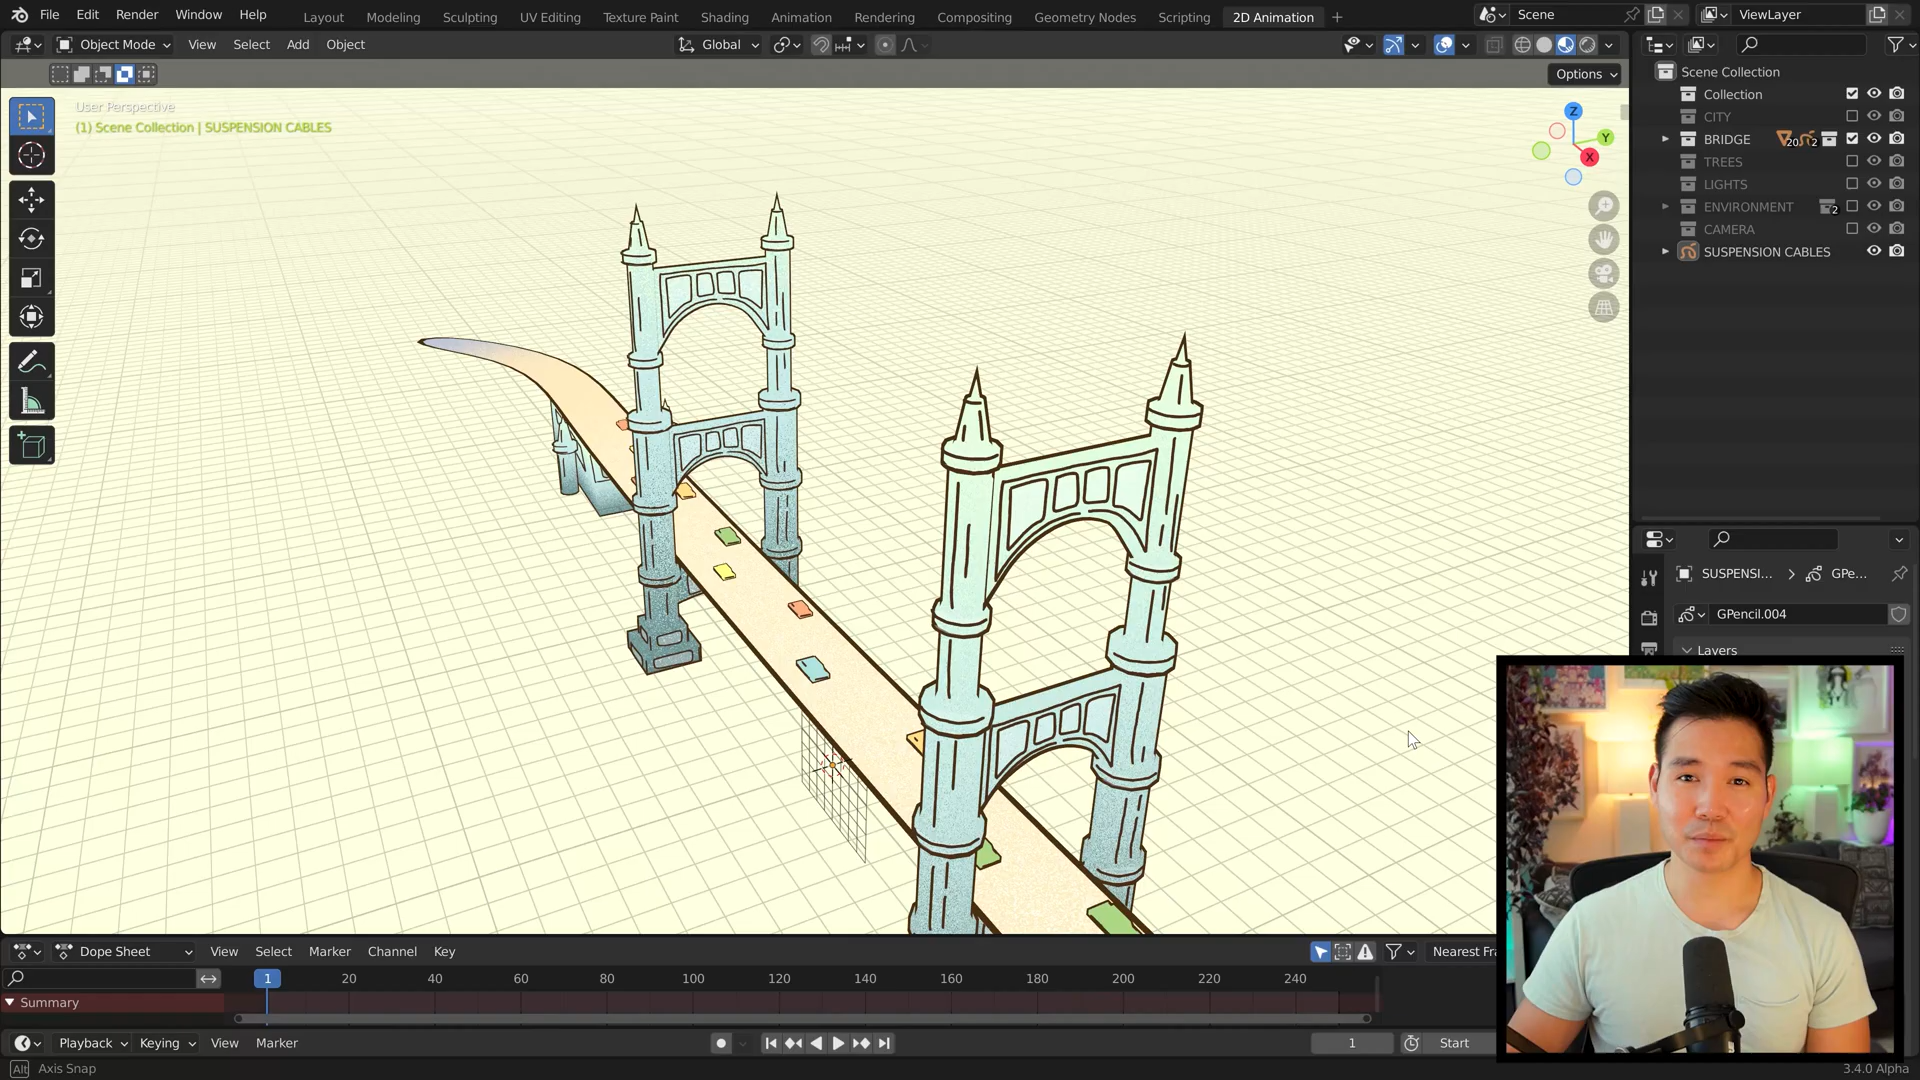 File Edit Render Window Help Layout Modeling Sculpting UV Editing Texture Paint Shading Animation Rendering Compositing Geometry Nodes Scripting 2D Animation + Scene ViewLayer
Object Mode View Select Add Object Global
Options
User Perspective
(1) Scene Collection | SUSPENSION CABLES
Z
Y
X
Scene Collection
Collection
CITY
BRIDGE 20 2
TREES
LIGHTS
ENVIRONMENT 2
CAMERA
SUSPENSION CABLES
SUSPENSI... GPe...
GPencil.004
Layers
Dope Sheet View Select Marker Channel Key Nearest Fra
1 20 40 60 80 100 120 140 160 180 200 220 240
Summary
Playback Keying View Marker 1 Start
Alt Axis Snap 3.4.0 Alpha